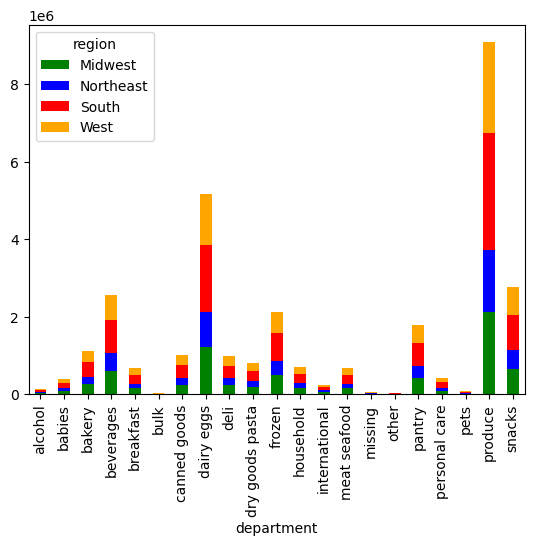 1e6
region
Midwest
Northeast
South
West
8
6
4
2
0
alcohol
babies
bakery
beverages
breakfast
bulk
canned goods
dairy eggs
deli
dry goods pasta
frozen
household
international
meat seafood
missing
other
pantry
personal care
pets
produce
snacks
department